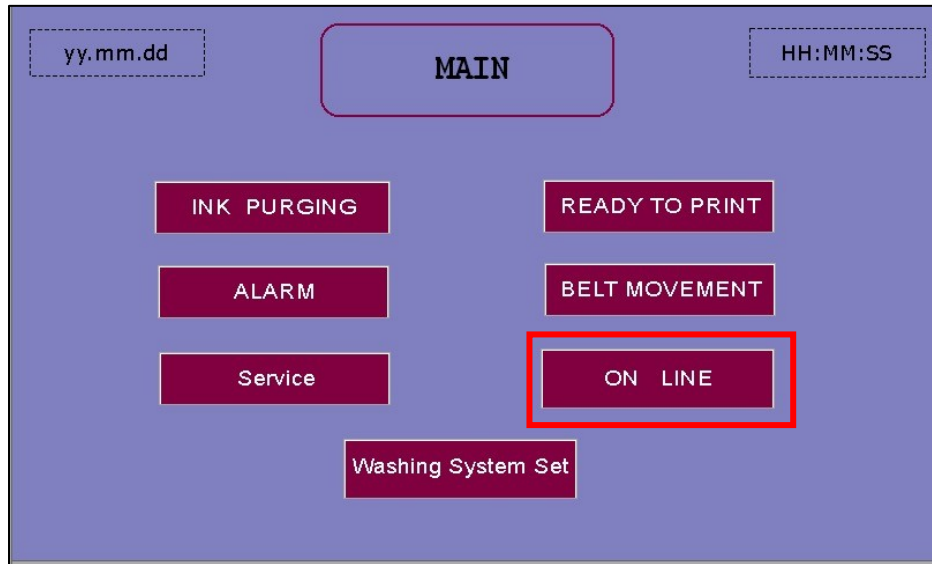 yy.mm.dd
MAIN
HH:MM:SS
INK PURGING
READY TO PRINT
ALARM
BELT MOVEMENT
Service
ON LINE
Washing System Set